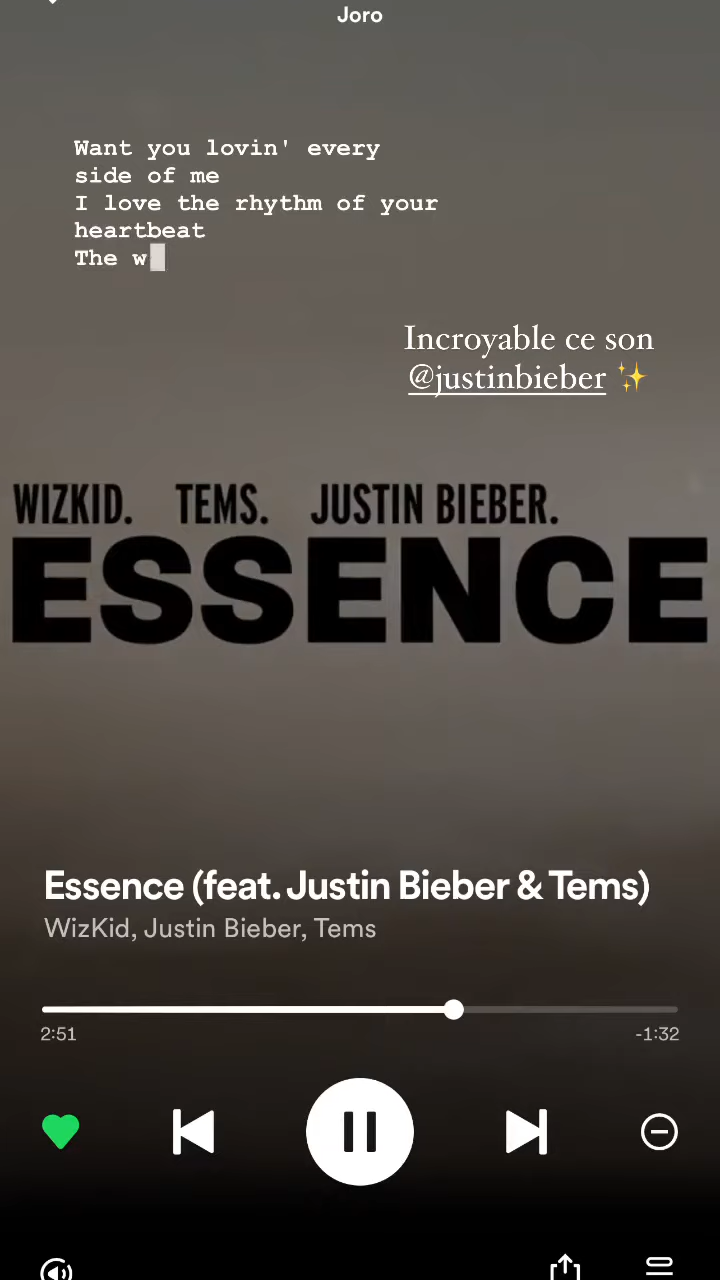 Joro
Want you lovin' every
side of me
I love the rhythm of your
heartbeat
The w
Incroyable ce son
@justinbieber ✨
WIZKID. TEMS. JUSTIN BIEBER.
ESSENCE
Essence (feat. Justin Bieber & Tems)
WizKid, Justin Bieber, Tems
2:51
-1:32